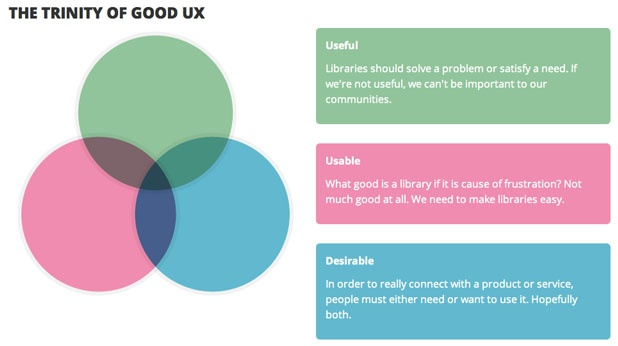 THE TRINITY OF GOOD UX
Useful
Libraries should solve a problem or satisfy a need. If
we're not useful, we can't be important to our
communities.
Usable
What good is a library if it is cause of frustration? Not
much good at all. We need to make libraries easy.
Desirable
In order to really connect with a product or service,
people must either need or want to use it. Hopefully
both.